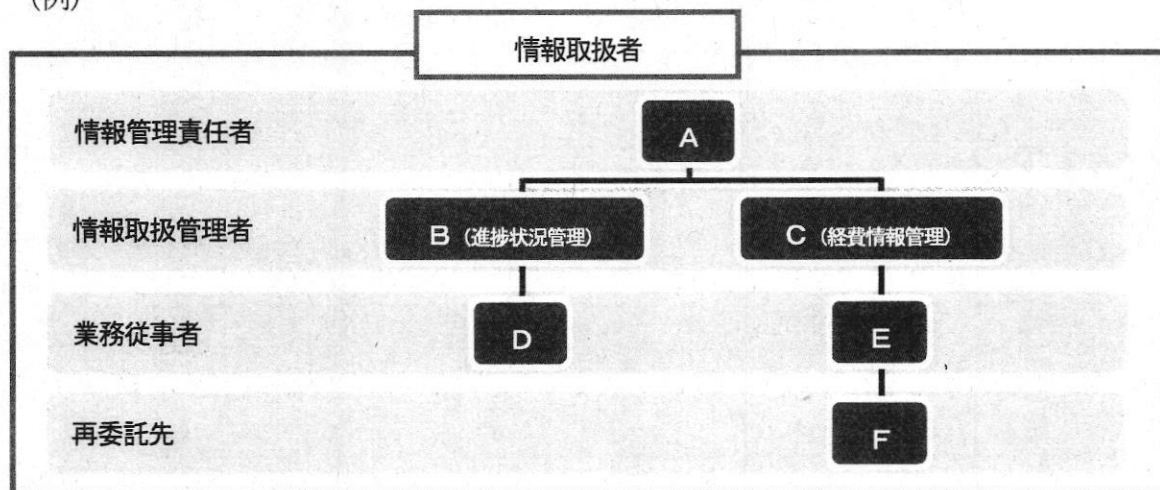 （例）
情報取扱者
情報管理責任者
A
情報取扱管理者
B（進捗状況管理）
C（経費情報管理）
業務従事者
D
E
再委託先
F